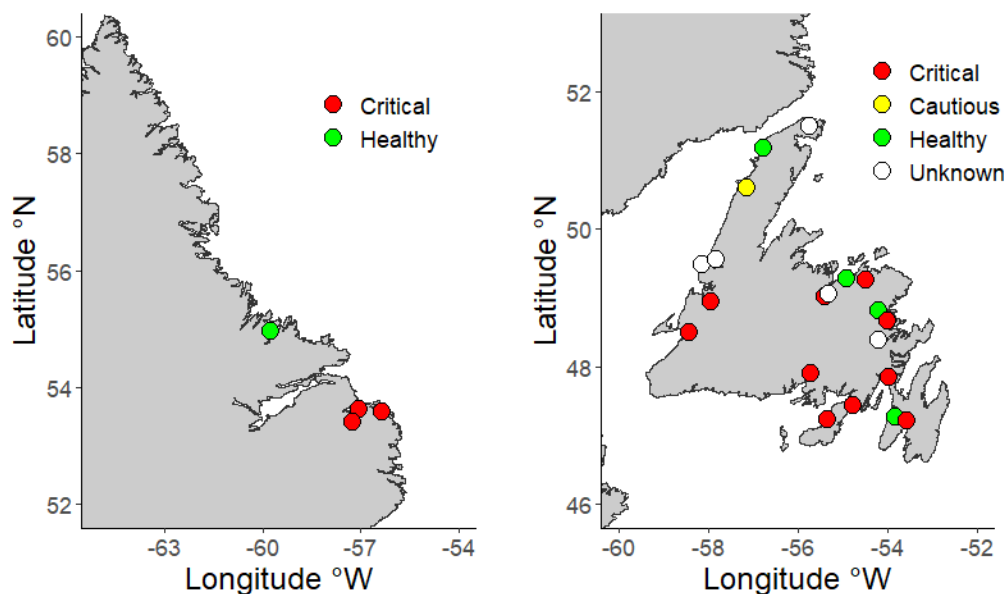 Critical
Healthy
60
58
56
54
52
Latitude °N
-63
-60
-57
-54
Longitude °W
Critical
Cautious
Healthy
Unknown
52
50
48
46
Latitude °N
-60
-58
-56
-54
-52
Longitude °W